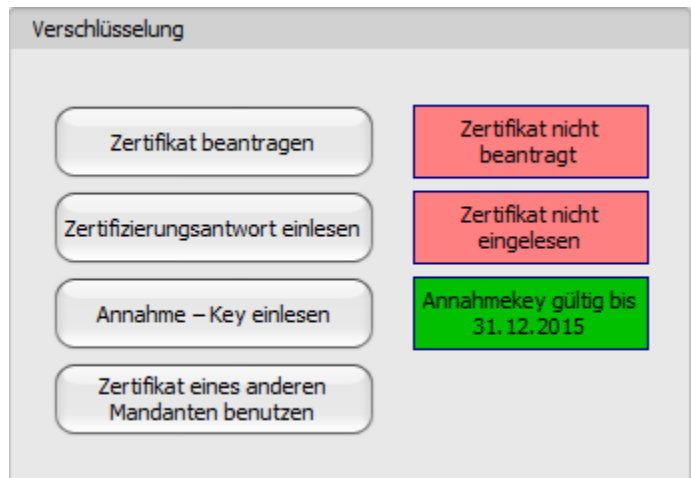 Verschlüsselung
Zertifikat beantragen
Zertifikat nicht
beantragt
Zertifizierungsantwort einlesen
Zertifikat nicht
eingelesen
Annahme – Key einlesen
Annahmekey gültig bis
31.12.2015
Zertifikat eines anderen
Mandanten benutzen